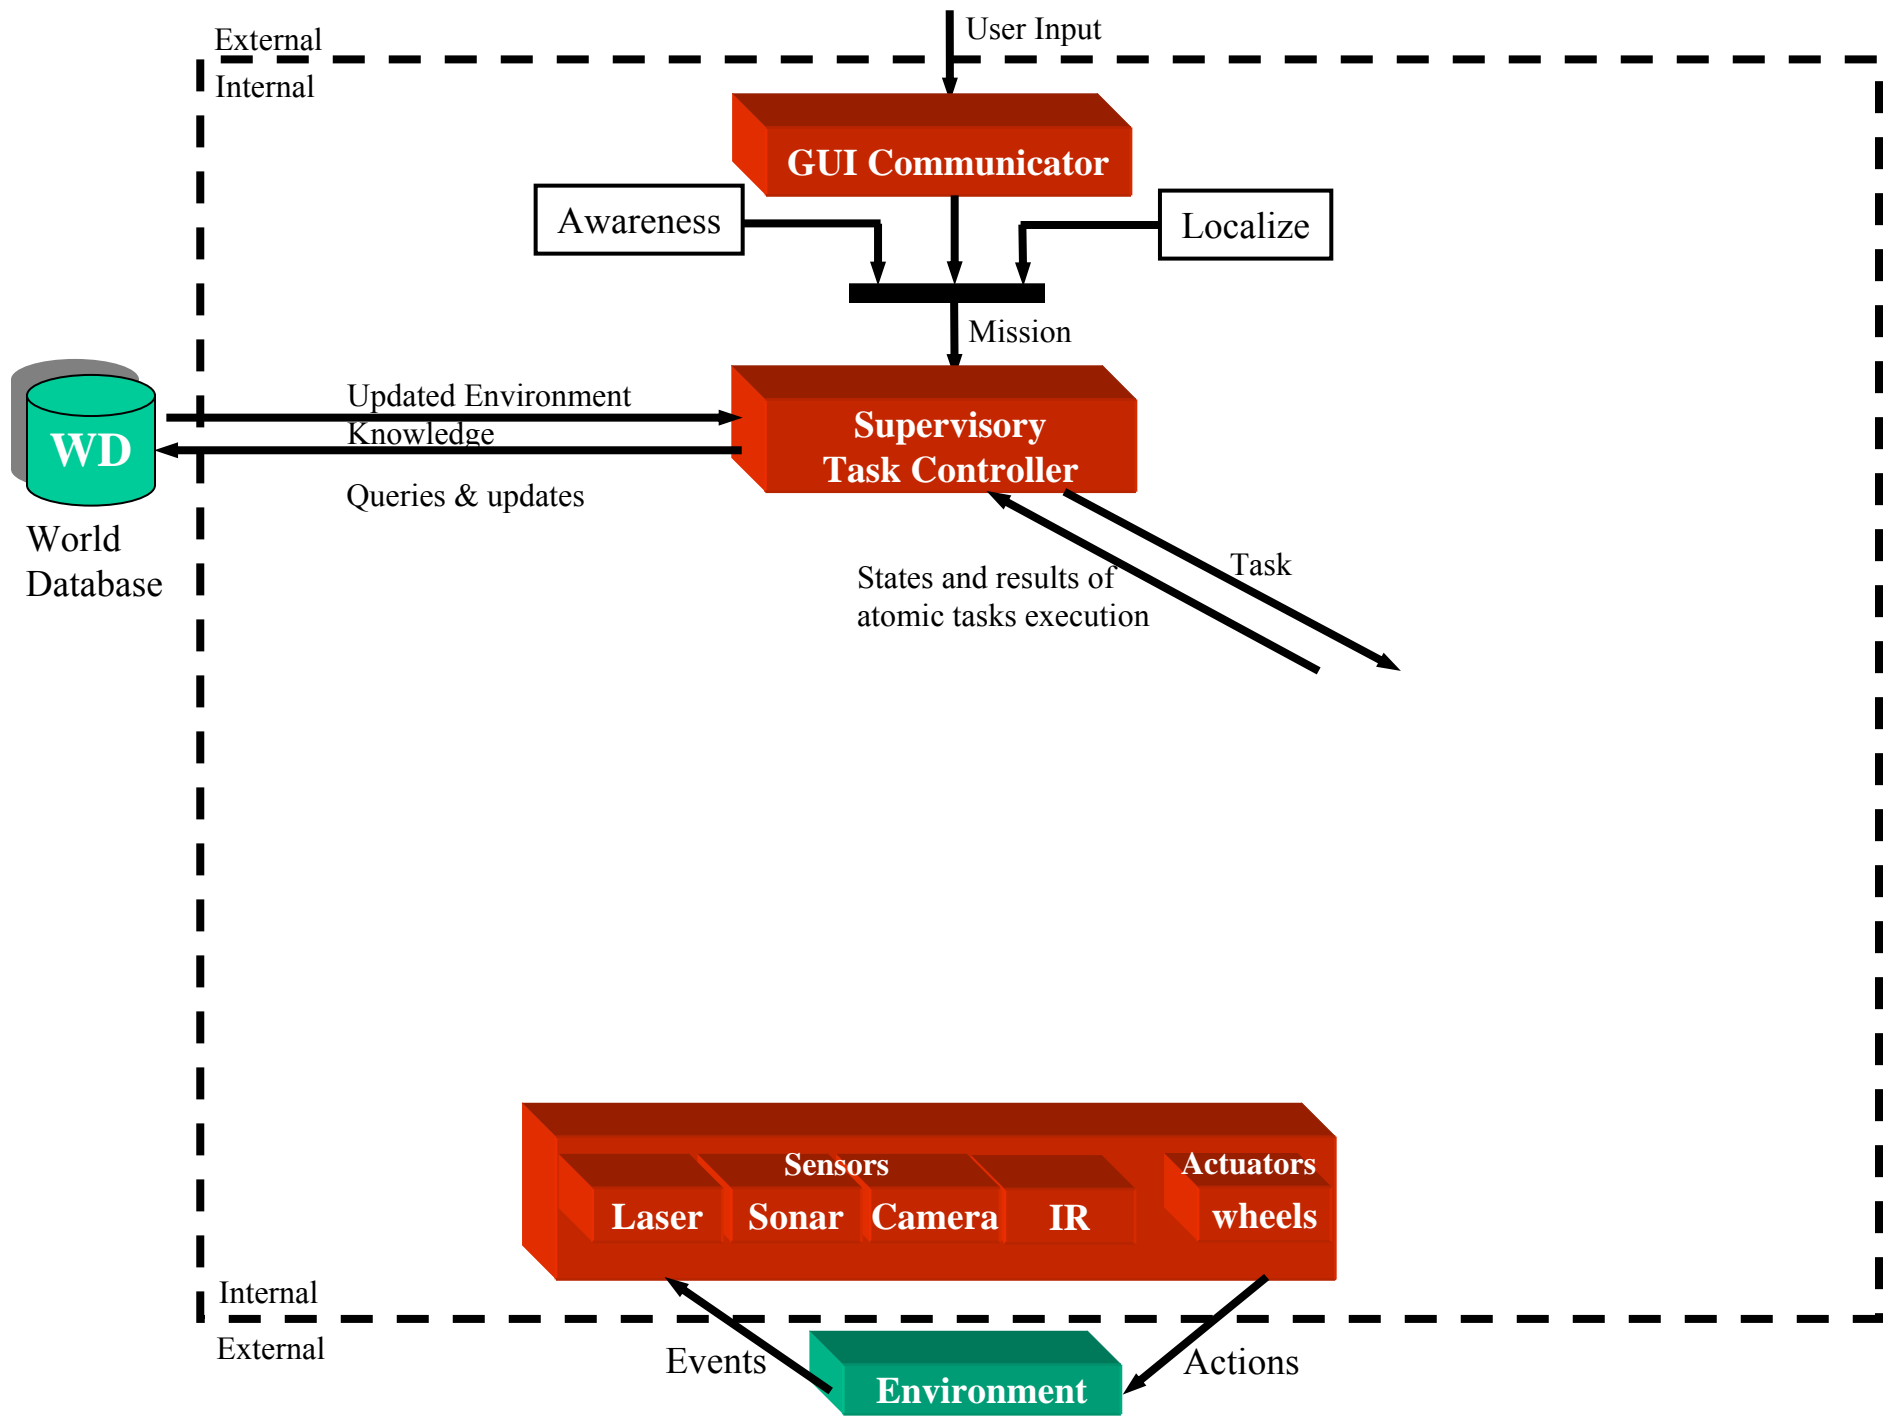 User Input
External
Internal
GUI Communicator
Awareness
Localize
Mission
Updated Environment
Knowledge
Supervisory
Task Controller
WD
Queries & updates
World
Database
Task
States and results of
atomic tasks execution
Sensors
Actuators
Laser
Sonar
Camera
IR
wheels
Internal
External
Events
Actions
Environment